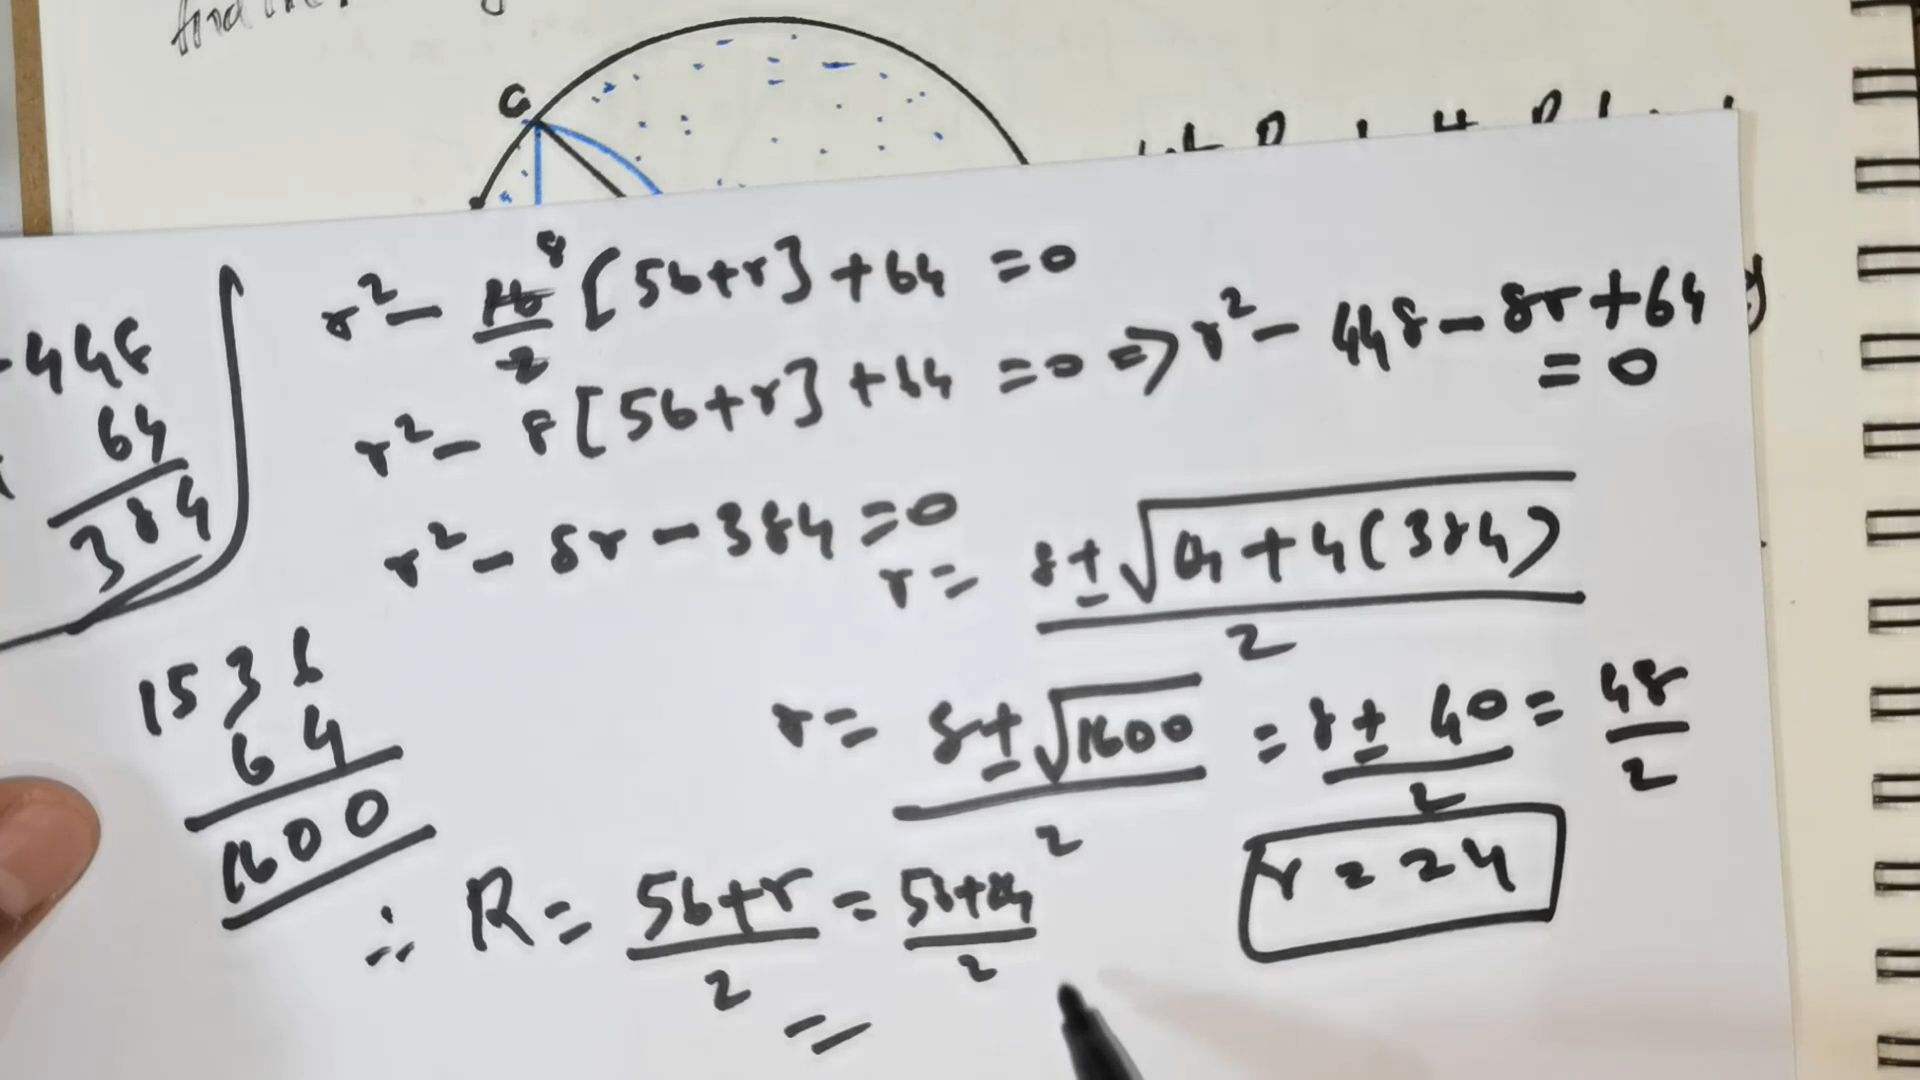 find
C
r² - 16/2 8 [56+r] + 64 = 0
r² - 8 [56+r] + 64 = 0 => r² - 448 - 8r + 64
= 0
r² - 8r - 384 = 0
-448
64
384
r = 8 ± √64 + 4(384) / 2
1536
64
1600
r = 8 ± √1600 / 2 = 8 ± 40 / 2 = 48/2
r = 24
∴ R = 56+r / 2 = 56+24 / 2
=